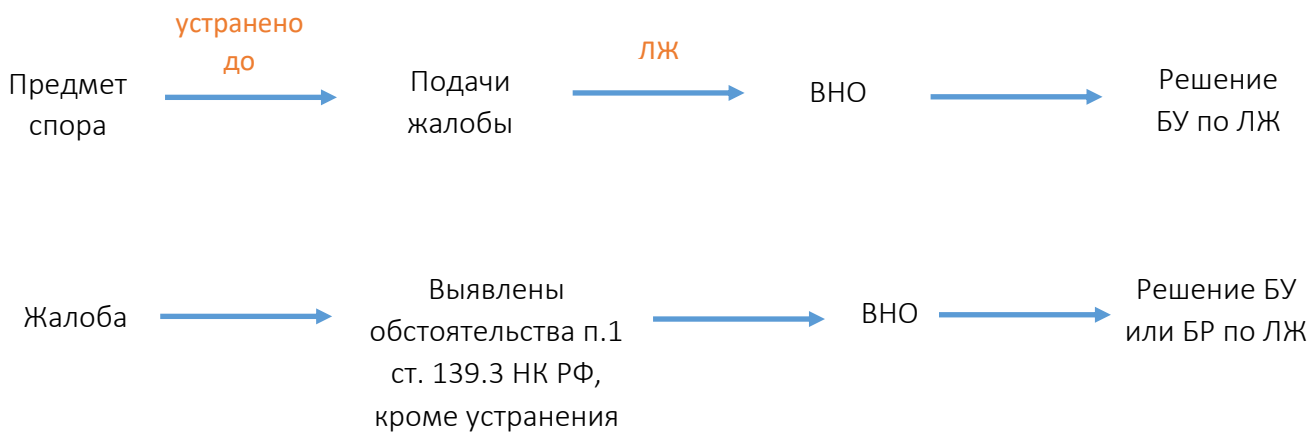 устранено
до
ЛЖ
Предмет
спора
Подачи
жалобы
ВНО
Решение
БУ по ЛЖ
Жалоба
Выявлены
обстоятельства п.1
ст. 139.3 НК РФ,
кроме устранения
ВНО
Решение БУ
или БР по ЛЖ